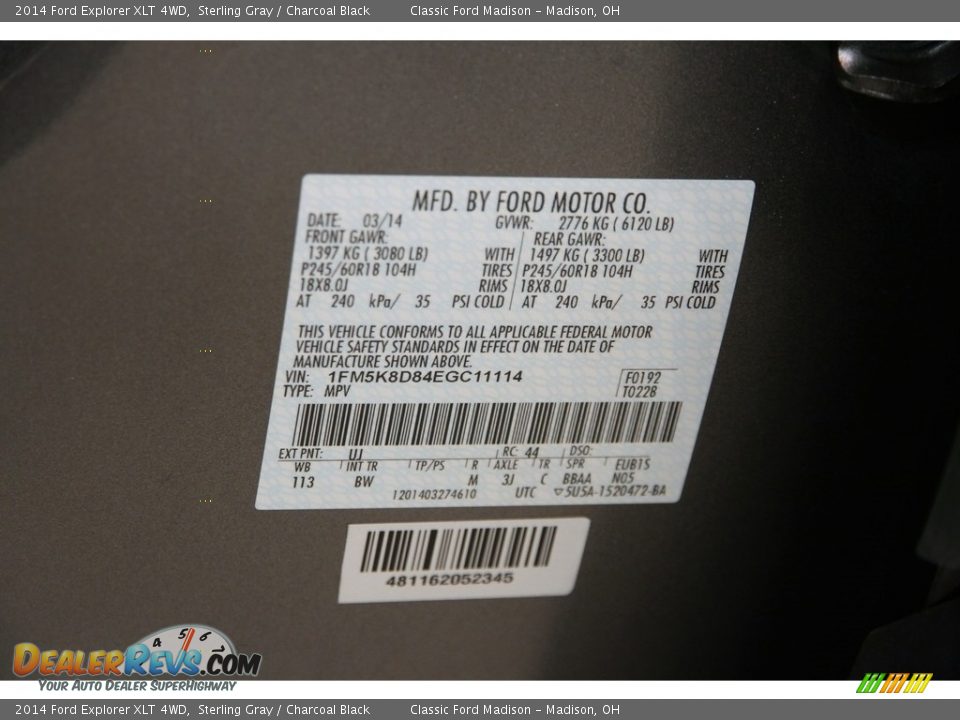 2014 Ford Explorer XLT 4WD, Sterling Gray / Charcoal Black Classic Ford Madison - Madison, OH
MFD. BY FORD MOTOR CO.
DATE: 03/14 GVWR: 2776 KG ( 6120 LB)
FRONT GAWR: REAR GAWR:
1397 KG ( 3080 LB) WITH 1497 KG ( 3300 LB) WITH
P245/60R18 104H TIRES P245/60R18 104H TIRES
18X8.0J RIMS 18X8.0J RIMS
AT 240 kPa/ 35 PSI COLD AT 240 kPa/ 35 PSI COLD
THIS VEHICLE CONFORMS TO ALL APPLICABLE FEDERAL MOTOR
VEHICLE SAFETY STANDARDS IN EFFECT ON THE DATE OF
MANUFACTURE SHOWN ABOVE.
VIN: 1FM5K8D84EGC11114 F0192
TYPE: MPV T0228
EXT PNT: UJ RC: 44 DSO:
WB INT TR TP/PS R AXLE TR SPR EUB1S
113 BW M 3J C BBAA N05
1201403274610 UTC ▽5U5A-1520472-BA
481162052345
4 5 6 7
DEALERREVS.COM
YOUR AUTO DEALER SUPERHIGHWAY
2014 Ford Explorer XLT 4WD, Sterling Gray / Charcoal Black Classic Ford Madison - Madison, OH